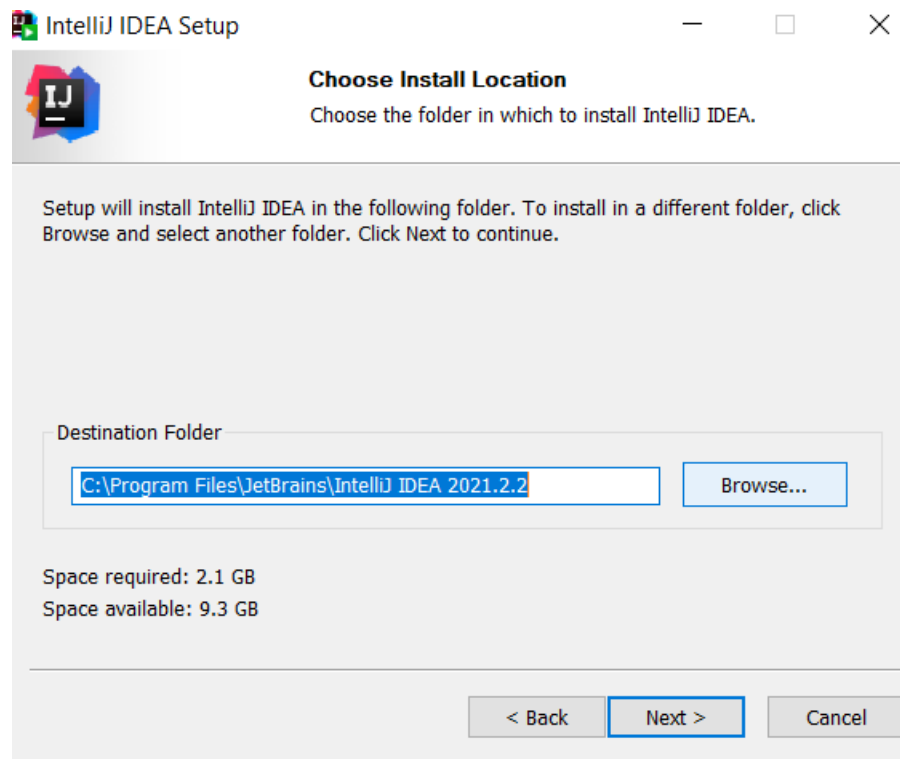 IntelliJ IDEA Setup
IJ
Choose Install Location
Choose the folder in which to install IntelliJ IDEA.
Setup will install IntelliJ IDEA in the following folder. To install in a different folder, click
Browse and select another folder. Click Next to continue.
Destination Folder
C:\Program Files\JetBrains\IntelliJ IDEA 2021.2.2
Browse...
Space required: 2.1 GB
Space available: 9.3 GB
< Back
Next >
Cancel